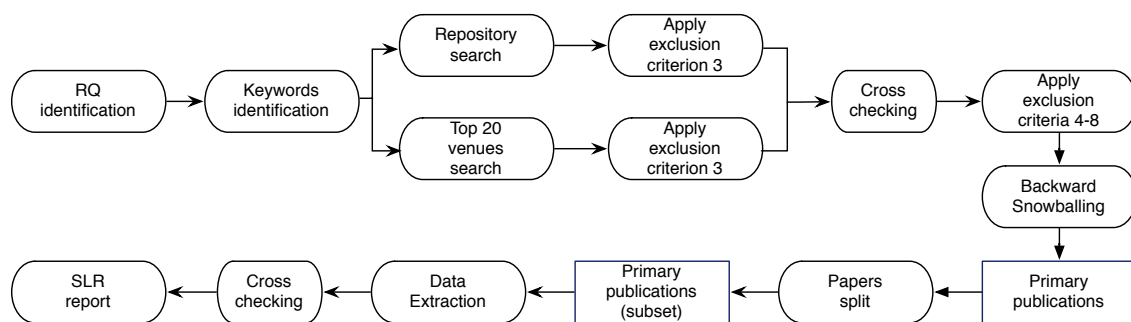 RQ
identification
Keywords
identification
Repository
search
Apply
exclusion
criterion 3
Top 20
venues
search
Apply
exclusion
criterion 3
Cross
checking
Apply
exclusion
criteria 4-8
Backward
Snowballing
Primary
publications
Papers
split
Primary
publications
(subset)
Data
Extraction
Cross
checking
SLR
report